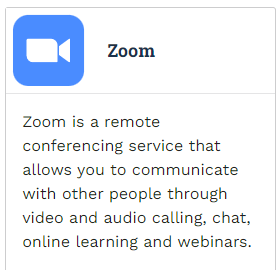 Zoom
Zoom is a remote
conferencing service that
allows you to communicate
with other people through
video and audio calling, chat,
online learning and webinars.